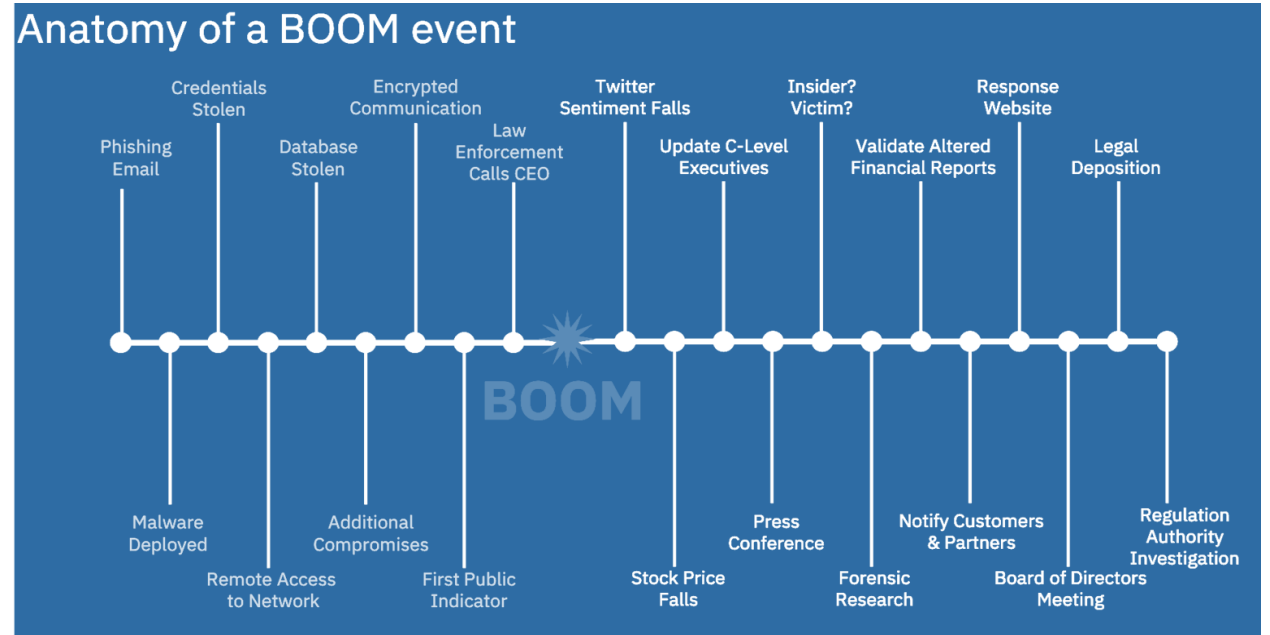 Anatomy of a BOOM event
Phishing
Email
Malware
Deployed
Credentials
Stolen
Remote Access
to Network
Database
Stolen
Additional
Compromises
Encrypted
Communication
First Public
Indicator
Law
Enforcement
Calls CEO
BOOM
Twitter
Sentiment Falls
Stock Price
Falls
Update C-Level
Executives
Press
Conference
Insider?
Victim?
Forensic
Research
Validate Altered
Financial Reports
Notify Customers
& Partners
Response
Website
Board of Directors
Meeting
Legal
Deposition
Regulation
Authority
Investigation